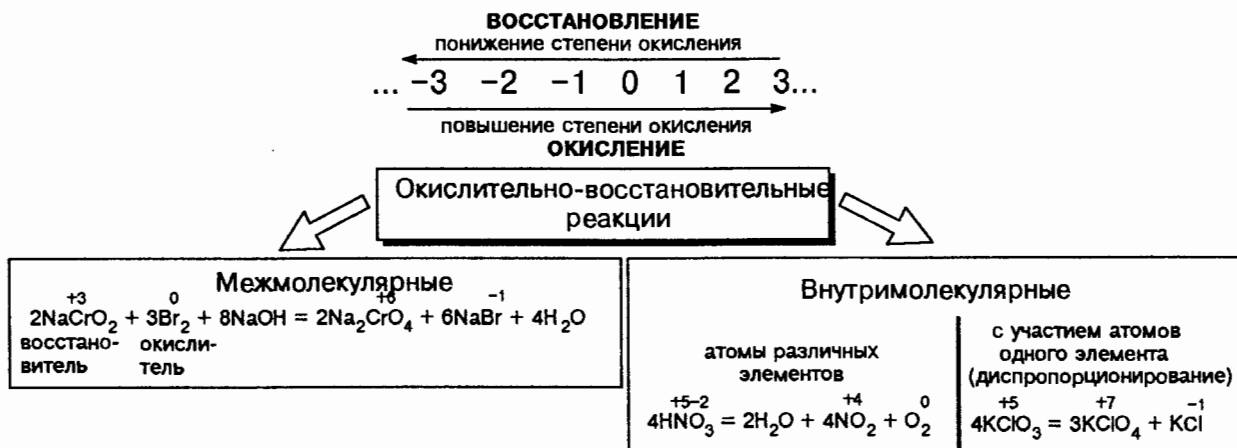 ВОССТАНОВЛЕНИЕ
понижение степени окисления
... −3 −2 −1 0 1 2 3...
повышение степени окисления
ОКИСЛЕНИЕ
Окислительно-восстановительные
реакции
Межмолекулярные
+3 0 +6 −1
2NaCrO₂ + 3Br₂ + 8NaOH = 2Na₂CrO₄ + 6NaBr + 4H₂O
восстано- окисли-
витель тель
Внутримолекулярные
атомы различных
элементов
+5−2 +4 0
4HNO₃ = 2H₂O + 4NO₂ + O₂
с участием атомов
одного элемента
(диспропорционирование)
+5 +7 −1
4KClO₃ = 3KClO₄ + KCl